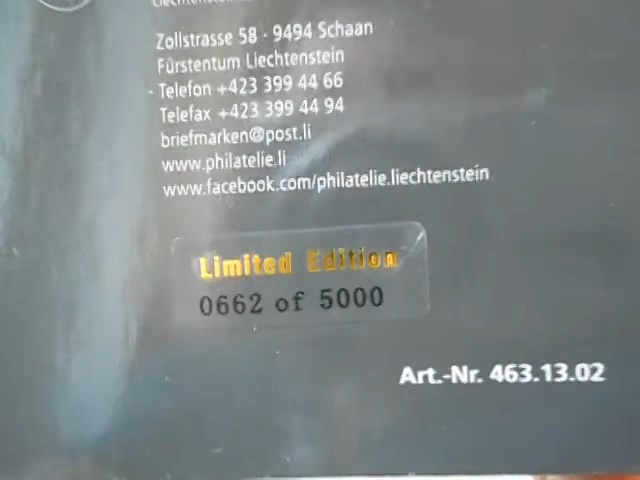 Zollstrasse 58 · 9494 Schaan
Fürstentum Liechtenstein
Telefon +423 399 44 66
Telefax +423 399 44 94
briefmarken@post.li
www.philatelie.li
www.facebook.com/philatelie.liechtenstein
Limited Edition
0662 of 5000
Art.-Nr. 463.13.02